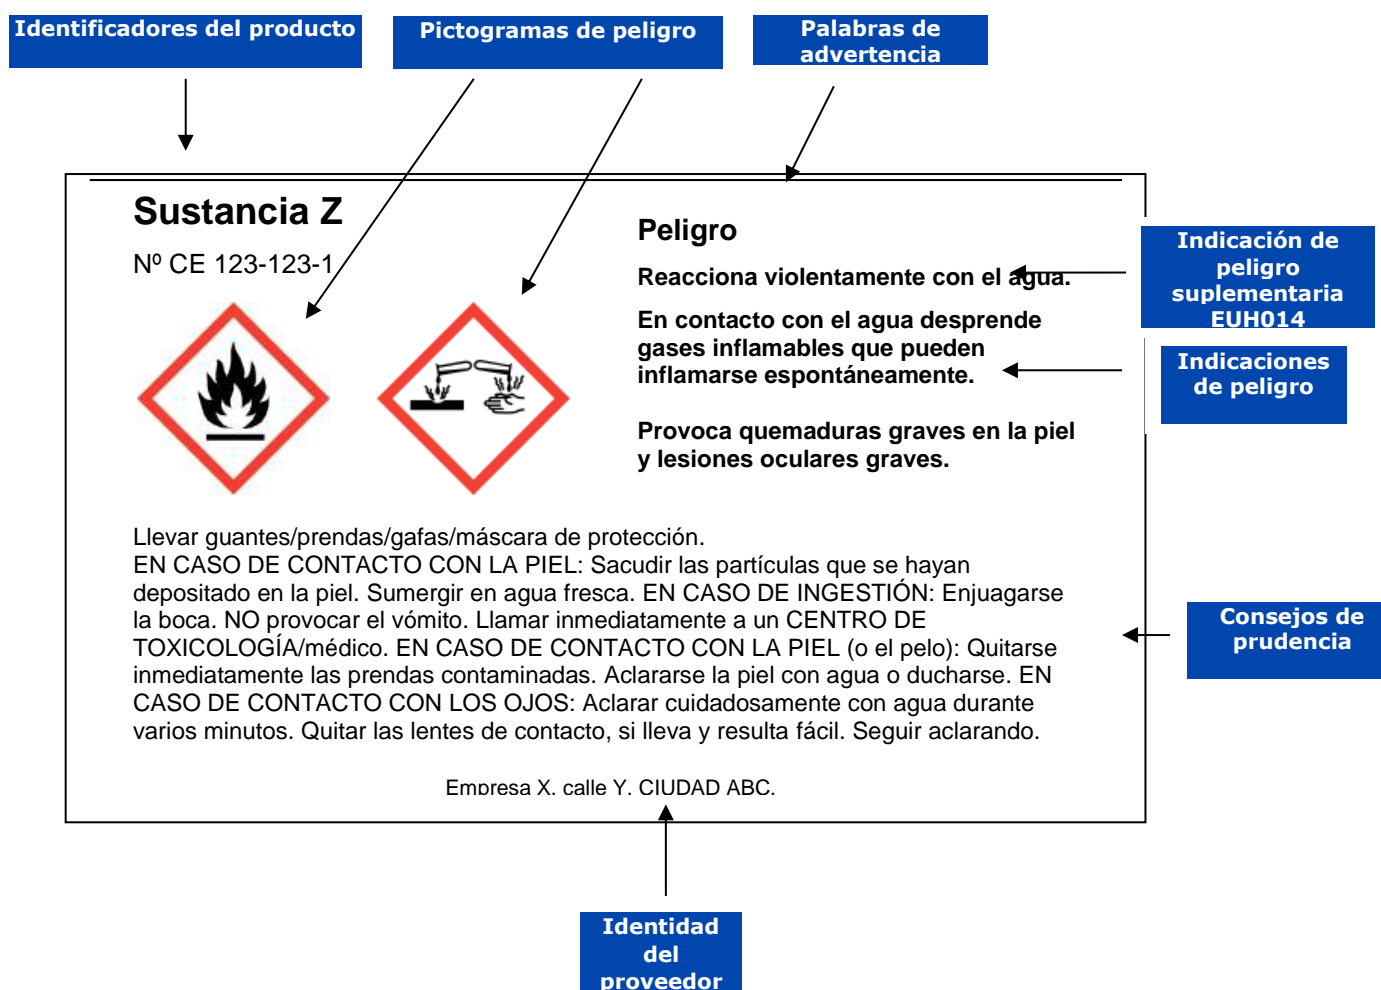 Identificadores del producto
Pictogramas de peligro
Palabras de
advertencia
Sustancia Z
Nº CE 123-123-1
Peligro
Reacciona violentamente con el agua.
En contacto con el agua desprende
gases inflamables que pueden
inflamarse espontáneamente.
Provoca quemaduras graves en la piel
y lesiones oculares graves.
Indicación de
peligro
suplementaria
EUH014
Indicaciones
de peligro
Llevar guantes/prendas/gafas/máscara de protección.
EN CASO DE CONTACTO CON LA PIEL: Sacudir las partículas que se hayan
depositado en la piel. Sumergir en agua fresca. EN CASO DE INGESTIÓN: Enjuagarse
la boca. NO provocar el vómito. Llamar inmediatamente a un CENTRO DE
TOXICOLOGÍA/médico. EN CASO DE CONTACTO CON LA PIEL (o el pelo): Quitarse
inmediatamente las prendas contaminadas. Aclararse la piel con agua o ducharse. EN
CASO DE CONTACTO CON LOS OJOS: Aclarar cuidadosamente con agua durante
varios minutos. Quitar las lentes de contacto, si lleva y resulta fácil. Seguir aclarando.
Consejos de
prudencia
Empresa X, calle Y, CIUDAD ABC.
Identidad
del
proveedor